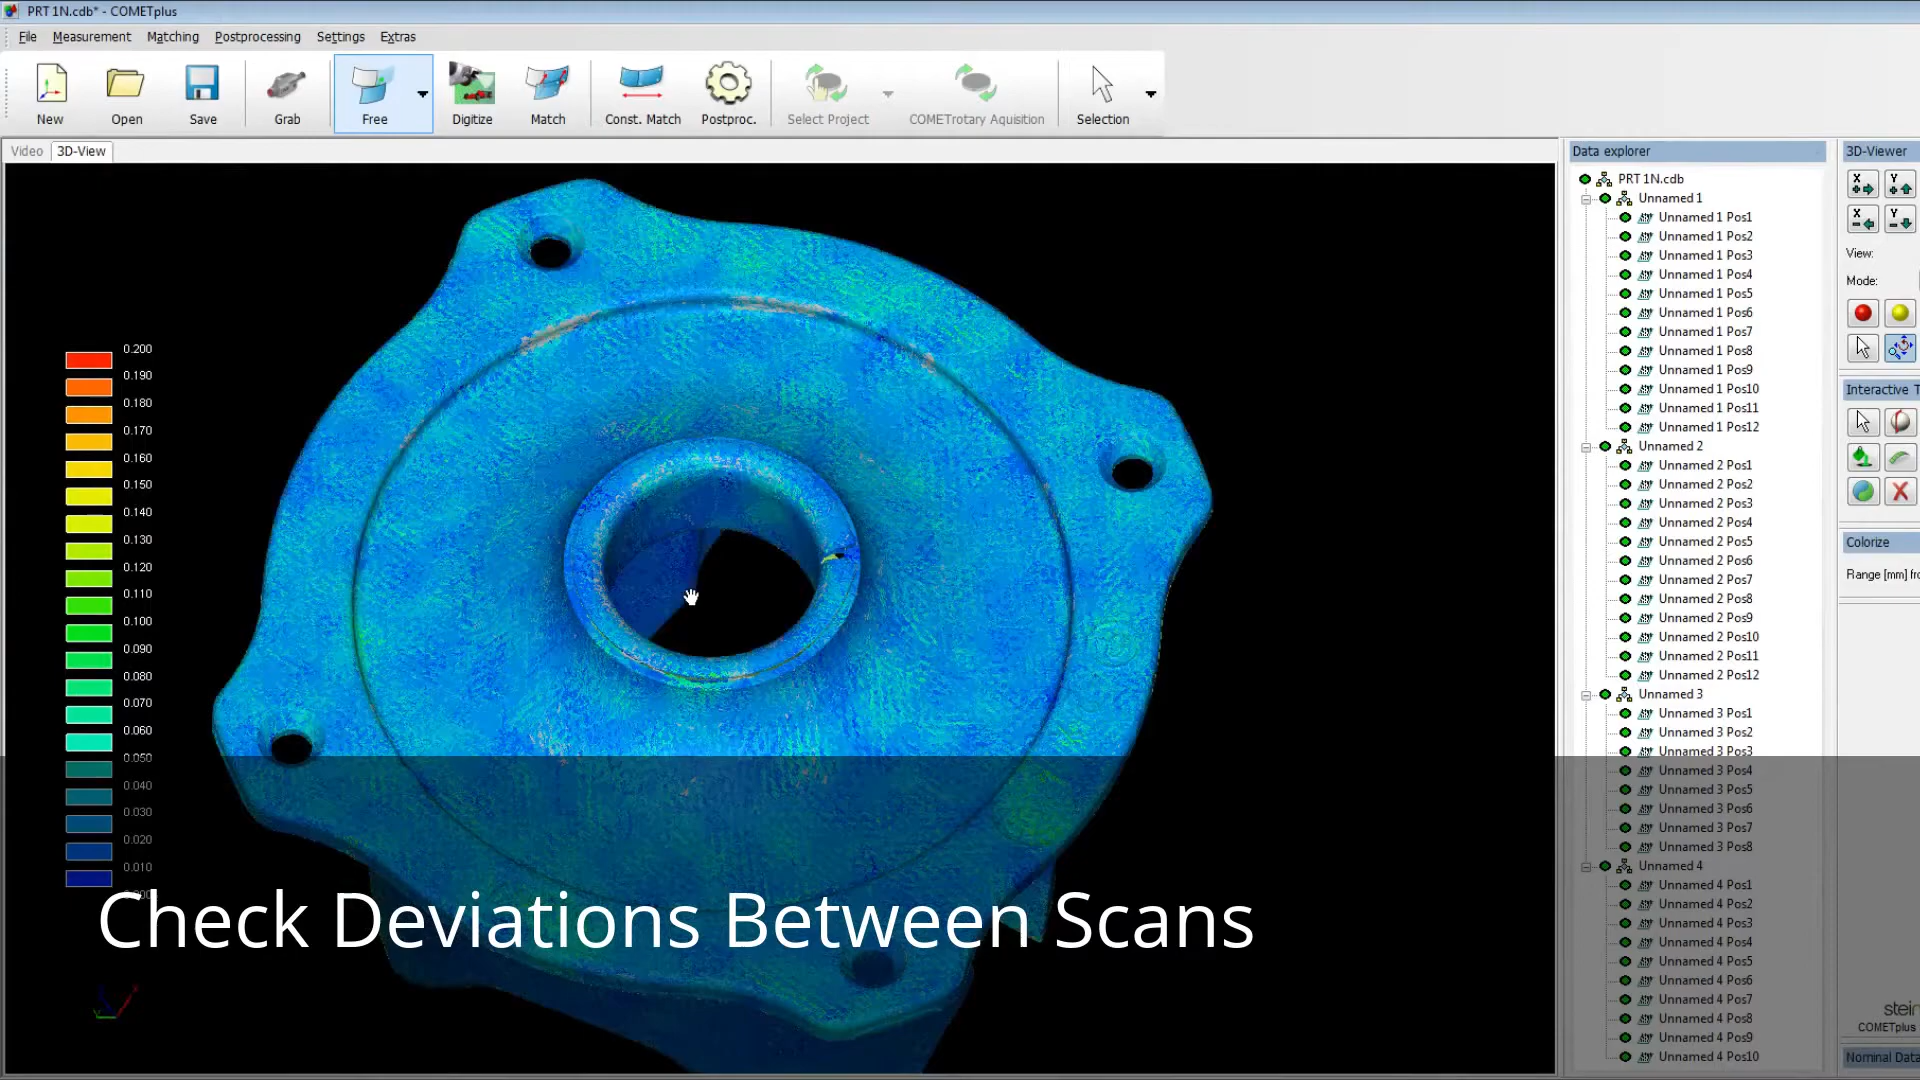 PRT 1N.cdb* - COMETplus
File Measurement Matching Postprocessing Settings Extras
New Open Save Grab Free Digitize Match Const. Match Postproc. Select Project COMETrotary Aquisition Selection
Video 3D-View
0.200
0.190
0.180
0.170
0.160
0.150
0.140
0.130
0.120
0.110
0.100
0.090
0.080
0.070
0.060
0.050
0.040
0.030
0.020
0.010
Check Deviations Between Scans
Data explorer
PRT 1N.cdb
Unnamed 1
Unnamed 1 Pos1
Unnamed 1 Pos2
Unnamed 1 Pos3
Unnamed 1 Pos4
Unnamed 1 Pos5
Unnamed 1 Pos6
Unnamed 1 Pos7
Unnamed 1 Pos8
Unnamed 1 Pos9
Unnamed 1 Pos10
Unnamed 1 Pos11
Unnamed 1 Pos12
Unnamed 2
Unnamed 2 Pos1
Unnamed 2 Pos2
Unnamed 2 Pos3
Unnamed 2 Pos4
Unnamed 2 Pos5
Unnamed 2 Pos6
Unnamed 2 Pos7
Unnamed 2 Pos8
Unnamed 2 Pos9
Unnamed 2 Pos10
Unnamed 2 Pos11
Unnamed 2 Pos12
Unnamed 3
Unnamed 3 Pos1
Unnamed 3 Pos2
Unnamed 3 Pos3
Unnamed 3 Pos4
Unnamed 3 Pos5
Unnamed 3 Pos6
Unnamed 3 Pos7
Unnamed 3 Pos8
Unnamed 4
Unnamed 4 Pos1
Unnamed 4 Pos2
Unnamed 4 Pos3
Unnamed 4 Pos4
Unnamed 4 Pos5
Unnamed 4 Pos6
Unnamed 4 Pos7
Unnamed 4 Pos8
Unnamed 4 Pos9
Unnamed 4 Pos10
3D-Viewer
X Y
X Y
View:
Mode:
Interactive T
Colorize
Range [mm] fro
stein
COMETplus
Nominal Data